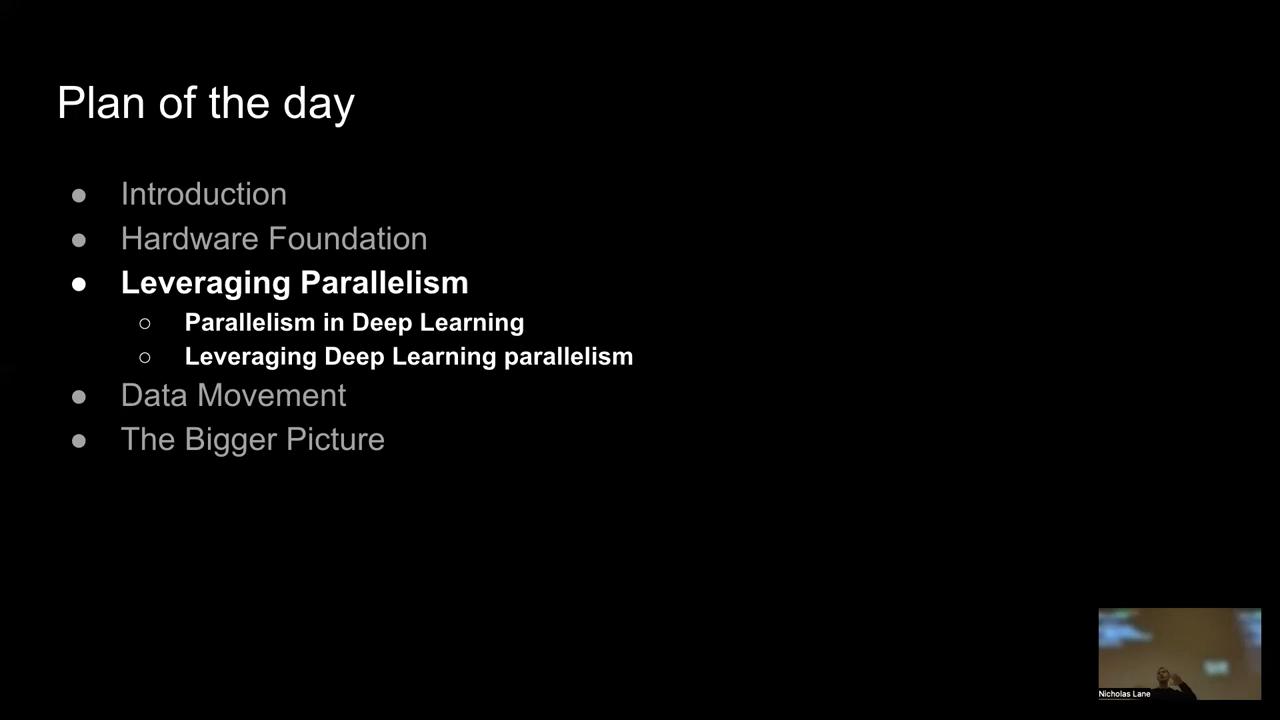 Plan of the day
● Introduction
● Hardware Foundation
● Leveraging Parallelism
○ Parallelism in Deep Learning
○ Leveraging Deep Learning parallelism
● Data Movement
● The Bigger Picture
Nicholas Lane